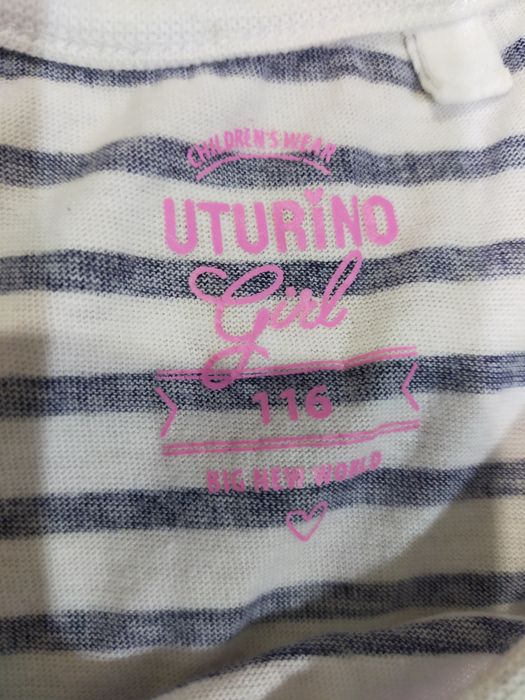 CHILDREN'S WEAR
UTURINO
Girl
116
BIG NEW WORLD